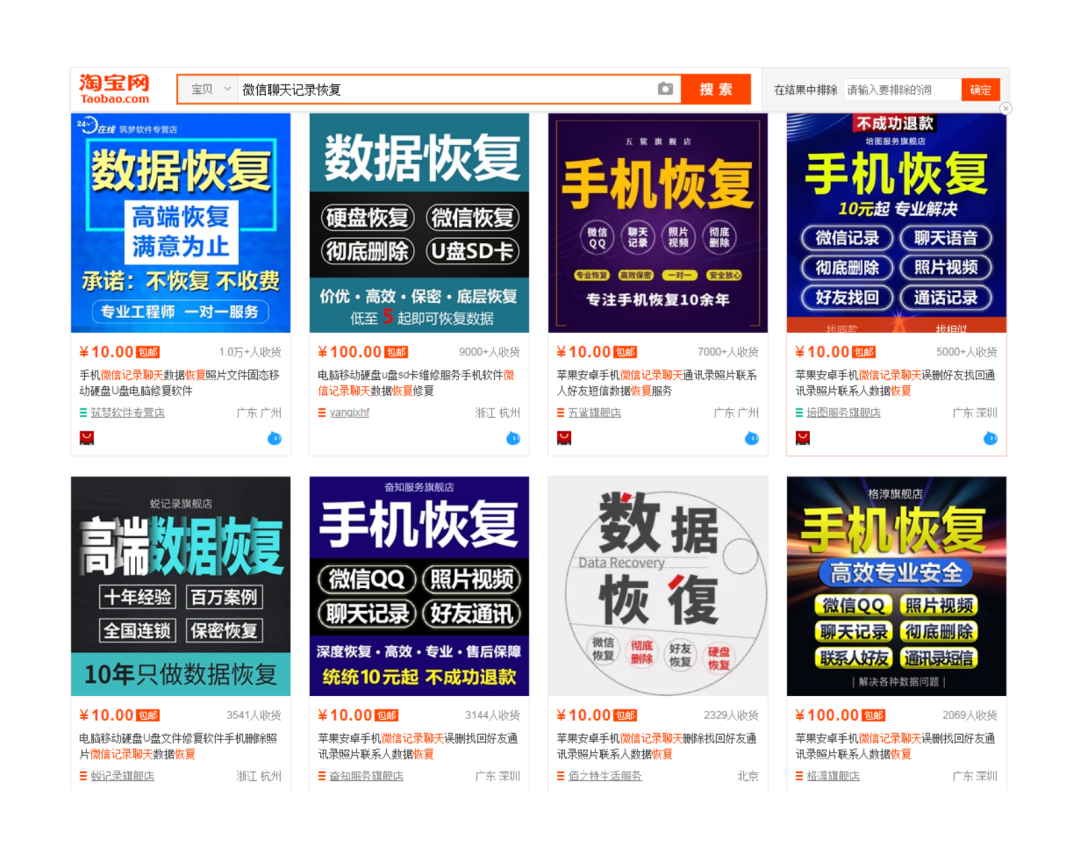 淘宝网
Taobao.com
宝贝
微信聊天记录恢复
搜 索
在结果中排除
请输入要排除的词
确定
24
在线 筑梦软件专营店
数据恢复
高端恢复
满意为止
承诺：不恢复 不收费
专业工程师 一对一服务
¥10.00 包邮 1.0万+人收货
手机微信记录聊天数据恢复照片文件固态移
动硬盘U盘电脑修复软件
筑梦软件专营店 广东 广州
数据恢复
硬盘恢复 微信恢复
彻底删除 U盘SD卡
价优·高效·保密·底层恢复
低至 5 起即可恢复数据
¥100.00 包邮 9000+人收货
电脑移动硬盘u盘sd卡维修服务手机软件微
信记录聊天数据恢复修复
yangjxhf 浙江 杭州
五鲨旗舰店
手机恢复
微信
QQ
聊天
记录
照片
视频
彻底
删除
专业恢复 高效保密 一对一 安全放心
专注手机恢复10余年
¥10.00 包邮 7000+人收货
苹果安卓手机微信记录聊天通讯录照片联系
人好友短信数据恢复服务
五鲨旗舰店 广东 广州
不成功退款
培图服务旗舰店
手机恢复
10元起 专业解决
微信记录 聊天语音
彻底删除 照片视频
好友找回 通话记录
找同款 找相似
¥10.00 包邮 5000+人收货
苹果安卓手机微信记录聊天误删好友找回通
讯录照片联系人数据恢复
培图服务旗舰店 广东 深圳
蜕记录旗舰店
高端数据恢复
十年经验 百万案例
全国连锁 保密恢复
10年只做数据恢复
¥10.00 包邮 3541人收货
电脑移动硬盘U盘文件修复软件手机删除照
片微信记录聊天数据恢复
蜕记录旗舰店 浙江 杭州
奋知服务旗舰店
手机恢复
微信QQ 照片视频
聊天记录 好友通讯
深度恢复·高效·专业·售后保障
统统10元起 不成功退款
¥10.00 包邮 3144人收货
苹果安卓手机微信记录聊天误删找回好友通
讯录照片联系人数据恢复
奋知服务旗舰店 广东 深圳
数据
Data Recovery
恢復
微信
恢复
彻底
删除
好友
恢复
硬盘
恢复
¥10.00 包邮 2329人收货
苹果安卓手机微信记录聊天删除找回好友通
讯录照片联系人数据恢复
佰之特生活服务 北京
格淳旗舰店
手机恢复
高效专业安全
微信QQ 照片视频
聊天记录 彻底删除
联系人好友 通讯录短信
| 解决各种数据问题 |
¥100.00 包邮 2069人收货
苹果安卓手机微信记录聊天误删找回好友通
讯录照片联系人数据恢复
格淳旗舰店 广东 深圳